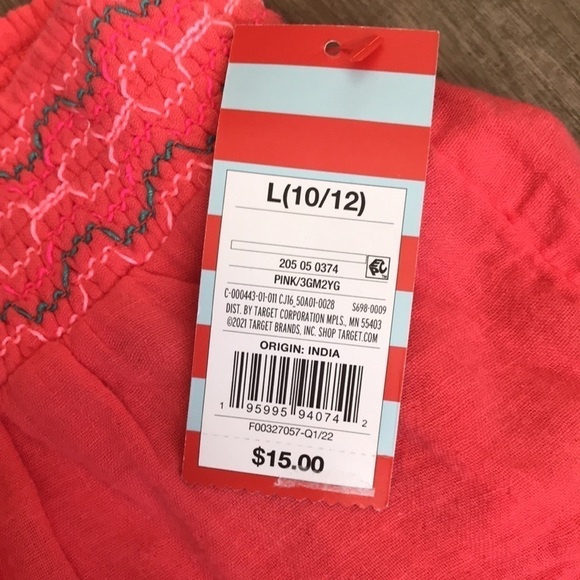 L(10/12)
205 05 0374
PINK/3GM2YG
C-000443-01-011 CJ16_50A01-0028 S698-0009
DIST. BY TARGET CORPORATION MPLS., MN 55403
©2021 TARGET BRANDS, INC. SHOP TARGET.COM
ORIGIN: INDIA
1 95995 94074 2
F00327057-Q1/22
$15.00